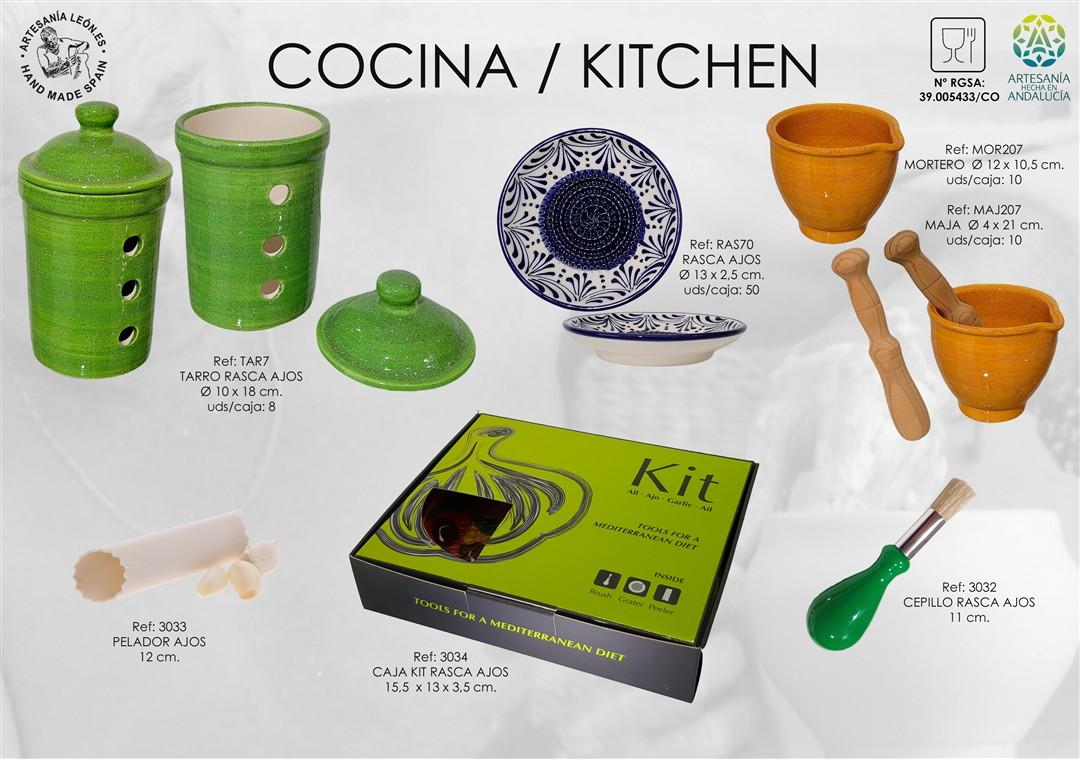 ARTESANÍA LEÓN.ES
HAND MADE SPAIN
COCINA / KITCHEN
Nº RGSA:
39.005433/CO
ARTESANÍA
HECHA EN
ANDALUCÍA
Ref: MOR207
MORTERO Ø 12 x 10,5 cm.
uds/caja: 10
Ref: MAJ207
MAJA Ø 4 x 21 cm.
uds/caja: 10
Ref: RAS70
RASCA AJOS
Ø 13 x 2,5 cm.
uds/caja: 50
Ref: TAR7
TARRO RASCA AJOS
Ø 10 x 18 cm.
uds/caja: 8
Kit
All · Ajo · Garlic · Ail
TOOLS FOR A
MEDITERRANEAN DIET
INSIDE
Brush Grater Peeler
TOOLS FOR A MEDITERRANEAN DIET
Ref: 3032
CEPILLO RASCA AJOS
11 cm.
Ref: 3033
PELADOR AJOS
12 cm.
Ref: 3034
CAJA KIT RASCA AJOS
15,5 x 13 x 3,5 cm.